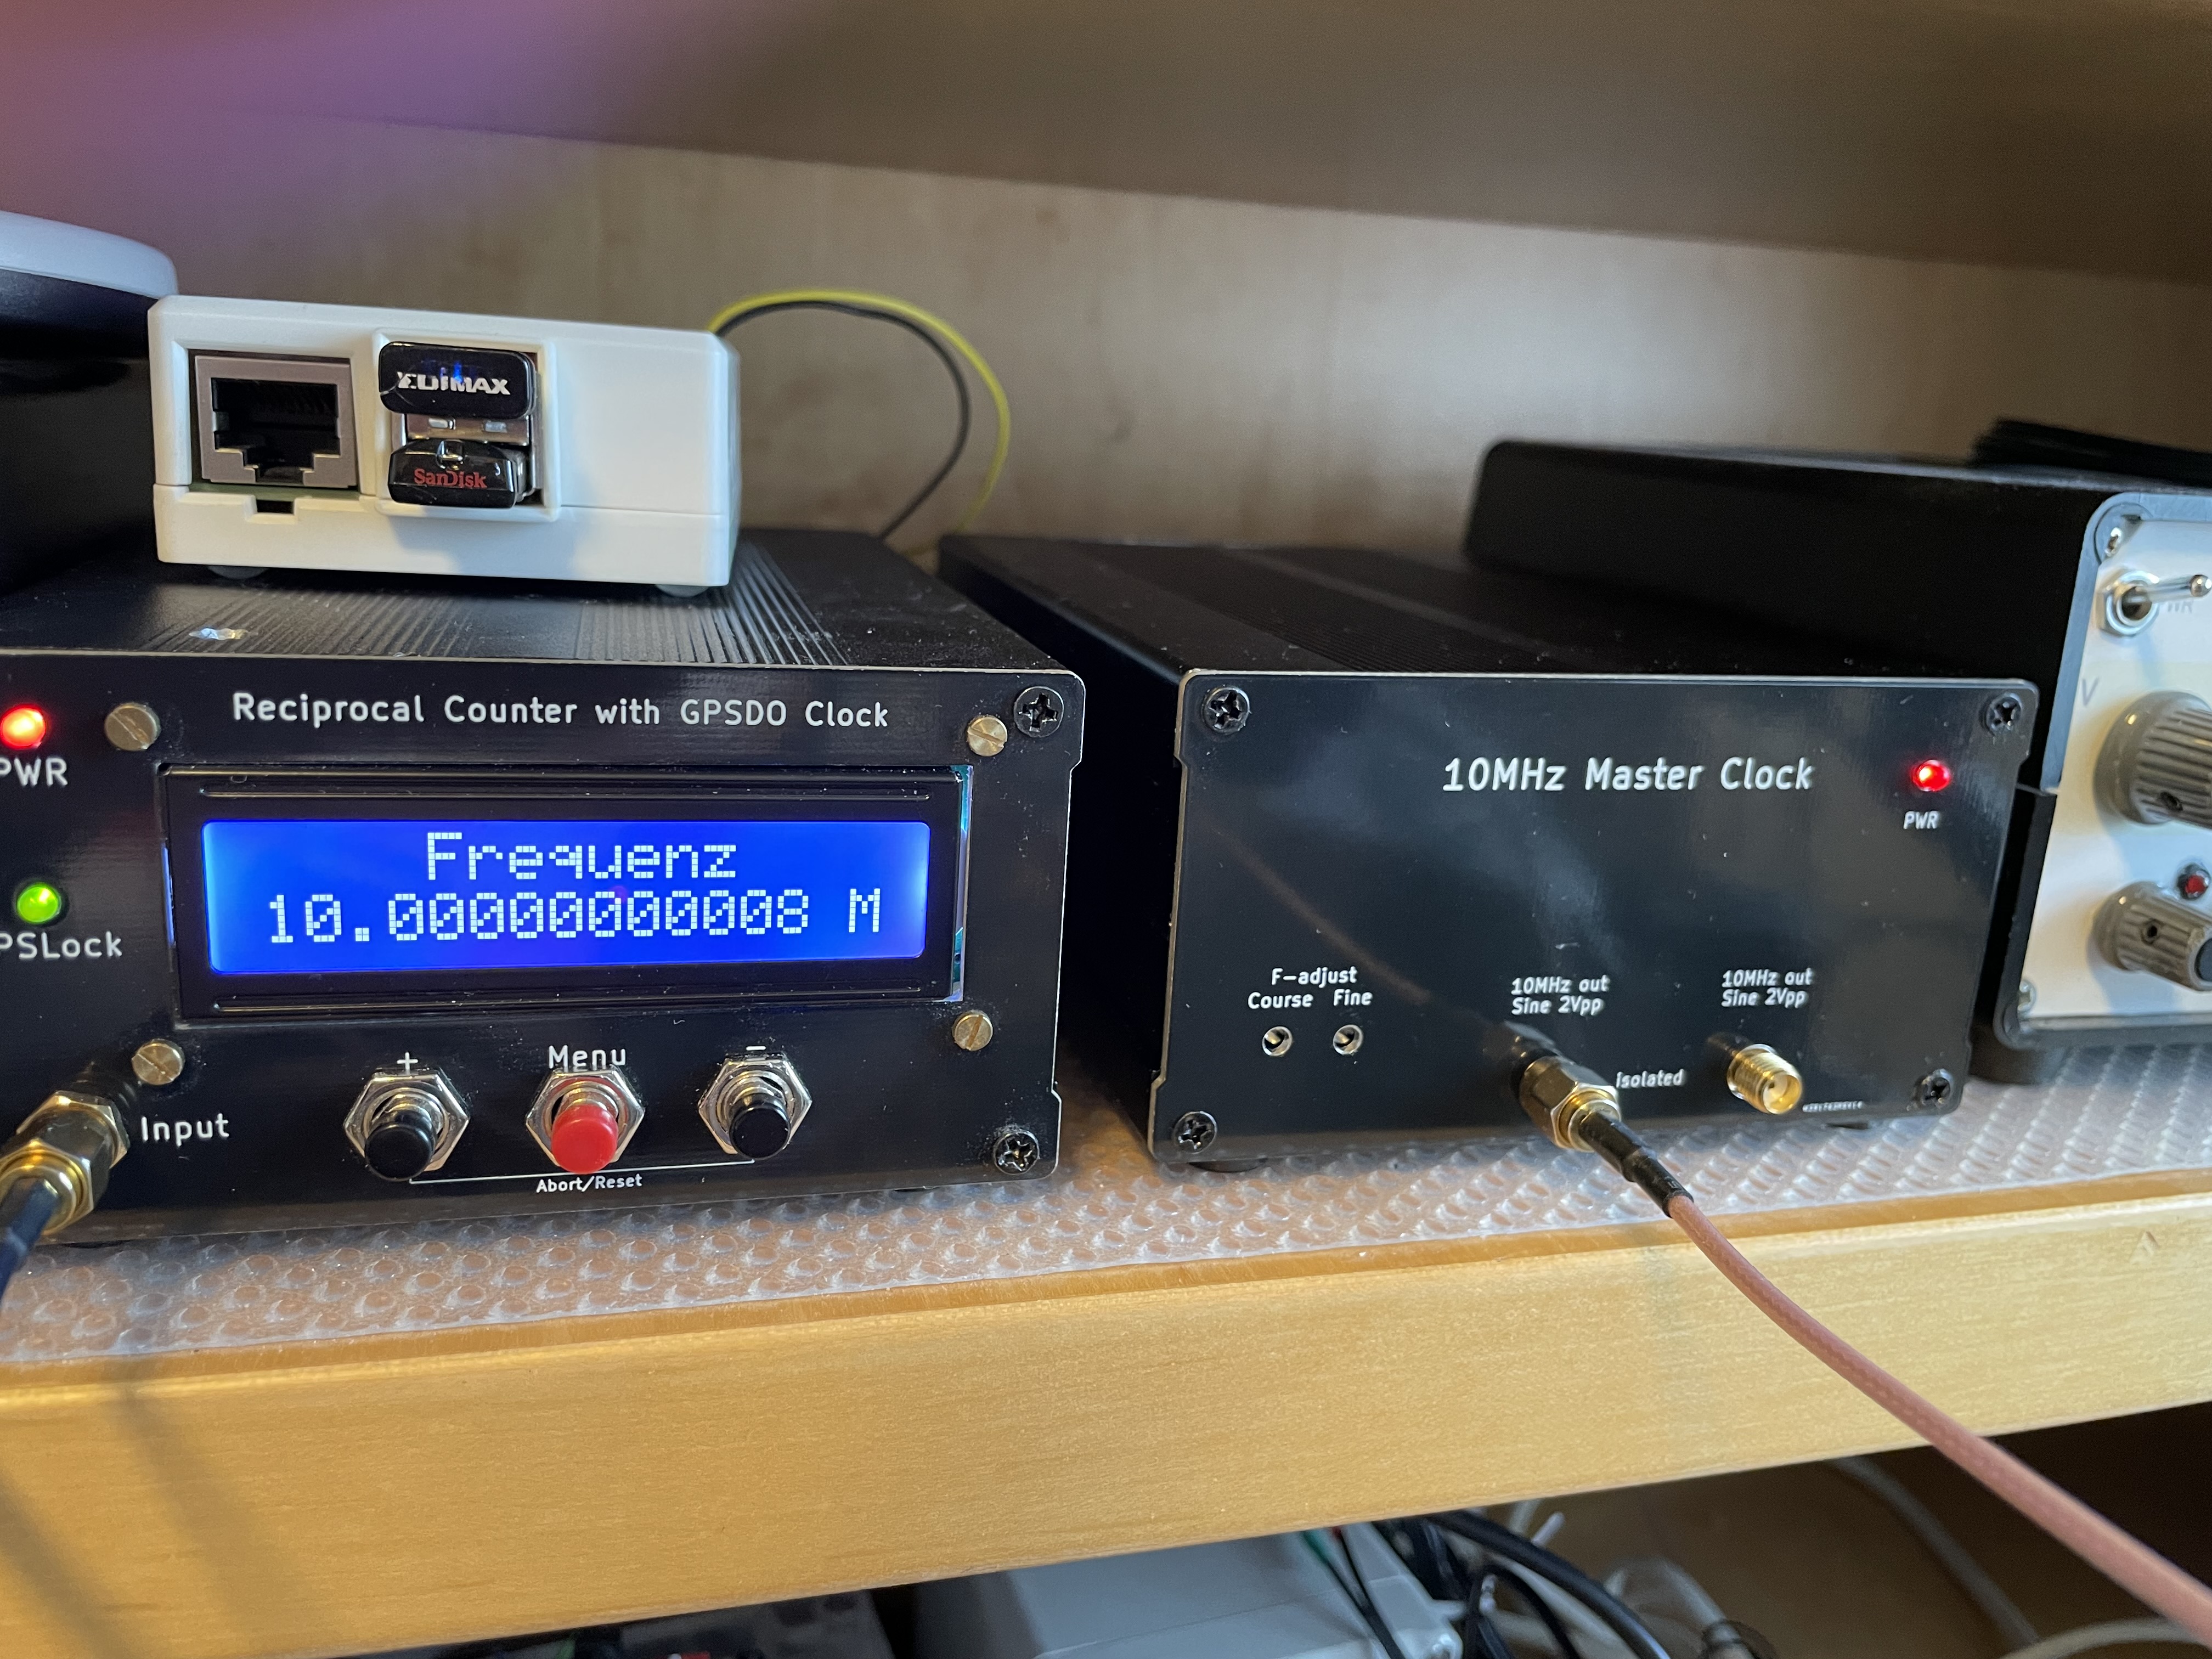 EDIMAX
SanDisk
Reciprocal Counter with GPSDO Clock
PWR
PSLock
Frequenz
10.00000000008 M
+
Menu
-
Input
Abort/Reset
10MHz Master Clock
PWR
F-adjust
Course Fine
10MHz out
Sine 2Vpp
10MHz out
Sine 2Vpp
isolated
V